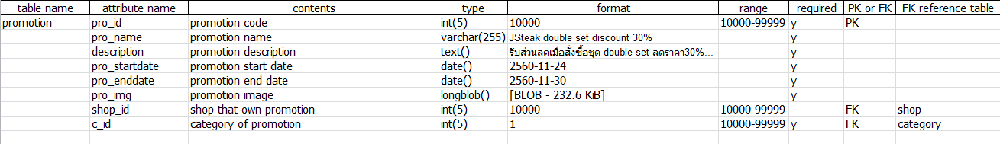 table name attribute name contents type format range required PK or FK FK reference table
promotion pro_id promotion code int(5) 10000 10000-99999 y PK
pro_name promotion name varchar(255) JSteak double set discount 30% y
description promotion description text() รับส่วนลดเมื่อสั่งซื้อชุด double set ลดราคา30%... y
pro_startdate promotion start date date() 2560-11-24 y
pro_enddate promotion end date date() 2560-11-30 y
pro_img promotion image longblob() [BLOB - 232.6 KiB] y
shop_id shop that own promotion int(5) 10000 10000-99999 FK shop
c_id category of promotion int(5) 1 10000-99999 y FK category